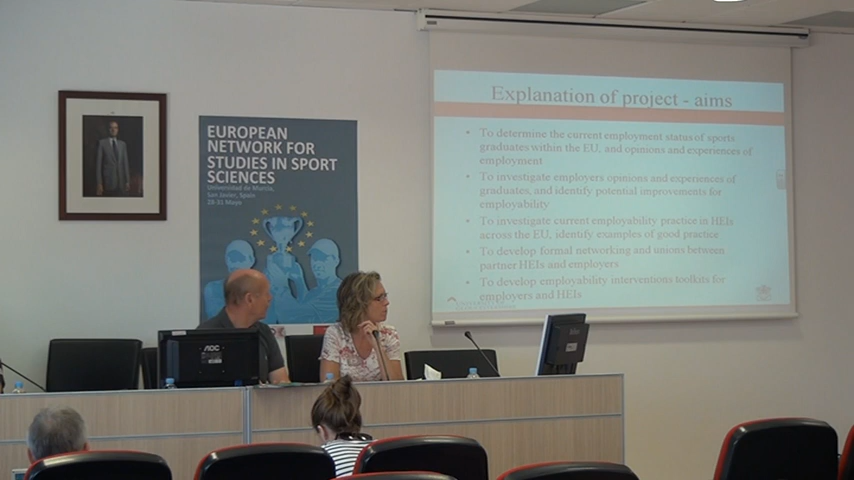 EUROPEAN
NETWORK FOR
STUDIES IN SPORT
SCIENCES
Universidad de Murcia,
San Javier, Spain
28-31 Mayo
Explanation of project - aims
• To determine the current employment status of sports
graduates within the EU, and opinions and experiences of
employment
• To investigate employers opinions and experiences of
graduates, and identify potential improvements for
employability
• To investigate current employability practice in HEIs
across the EU, identify examples of good practice
• To develop formal networking and unions between
partner HEIs and employers
• To develop employability interventions toolkits for
employers and HEIs
AOC